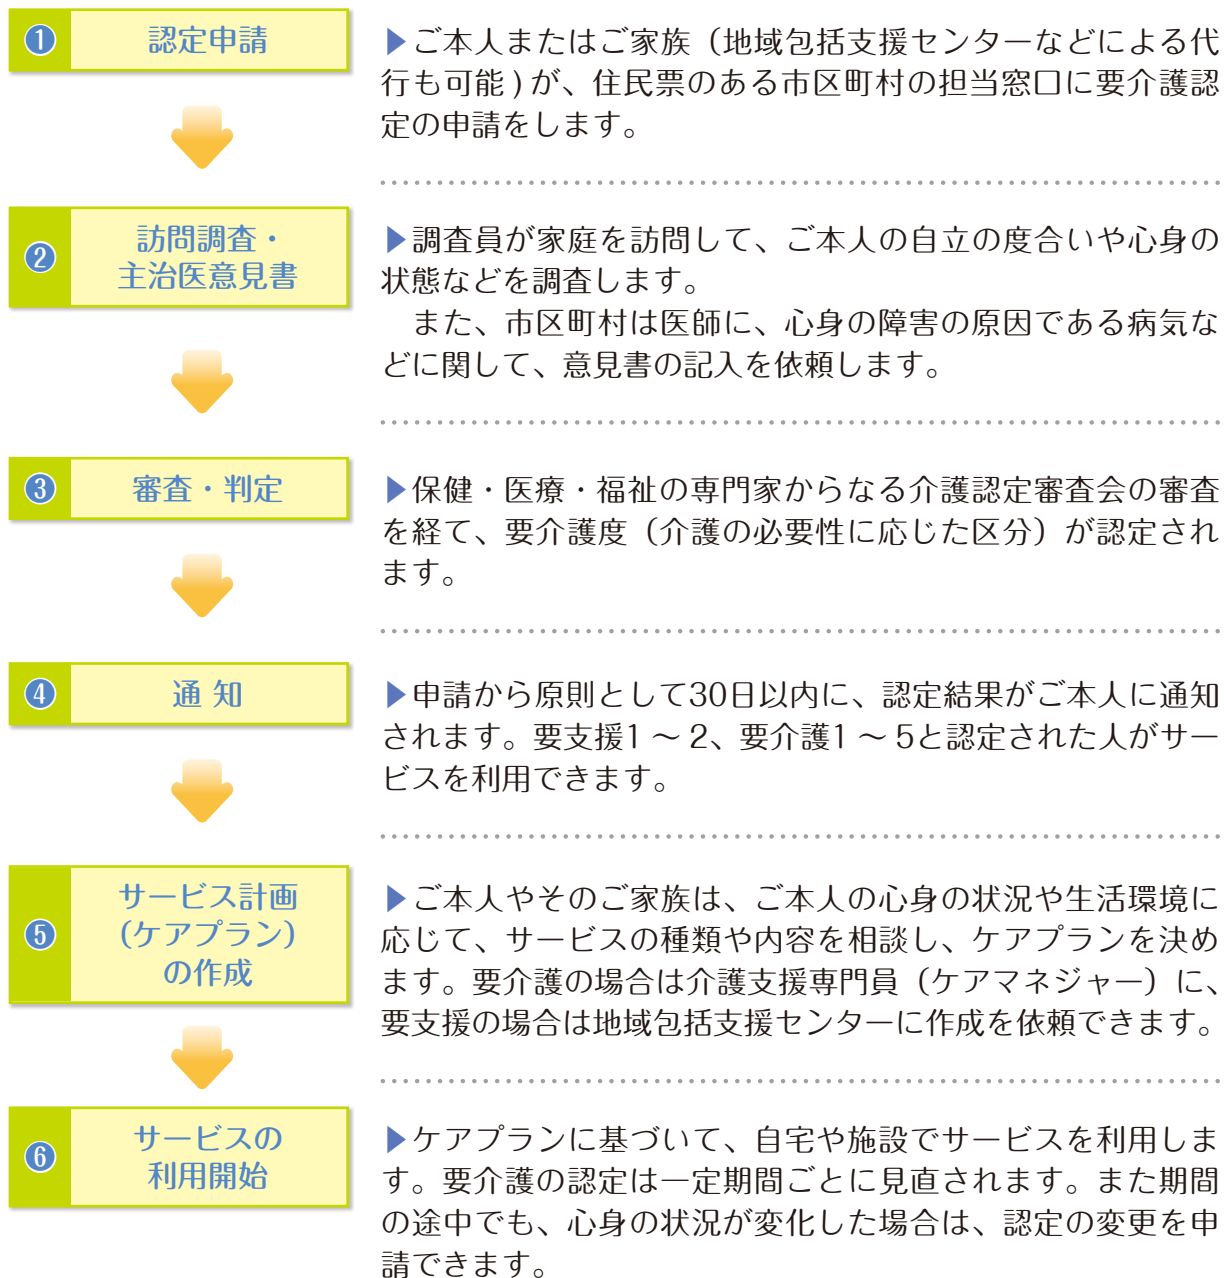 ❶ 認定申請
▶ご本人またはご家族（地域包括支援センターなどによる代
行も可能 ) が、住民票のある市区町村の担当窓口に要介護認
定の申請をします。
❷ 訪問調査・
主治医意見書
▶調査員が家庭を訪問して、ご本人の自立の度合いや心身の
状態などを調査します。
　また、市区町村は医師に、心身の障害の原因である病気な
どに関して、意見書の記入を依頼します。
❸ 審査・判定
▶保健・医療・福祉の専門家からなる介護認定審査会の審査
を経て、要介護度（介護の必要性に応じた区分）が認定され
ます。
❹ 通 知
▶申請から原則として30日以内に、認定結果がご本人に通知
されます。要支援1 ～ 2、要介護1 ～ 5と認定された人がサー
ビスを利用できます。
❺ サービス計画
（ケアプラン）
の作成
▶ご本人やそのご家族は、ご本人の心身の状況や生活環境に
応じて、サービスの種類や内容を相談し、ケアプランを決め
ます。要介護の場合は介護支援専門員（ケアマネジャー）に、
要支援の場合は地域包括支援センターに作成を依頼できます。
❻ サービスの
利用開始
▶ケアプランに基づいて、自宅や施設でサービスを利用しま
す。要介護の認定は一定期間ごとに見直されます。また期間
の途中でも、心身の状況が変化した場合は、認定の変更を申
請できます。